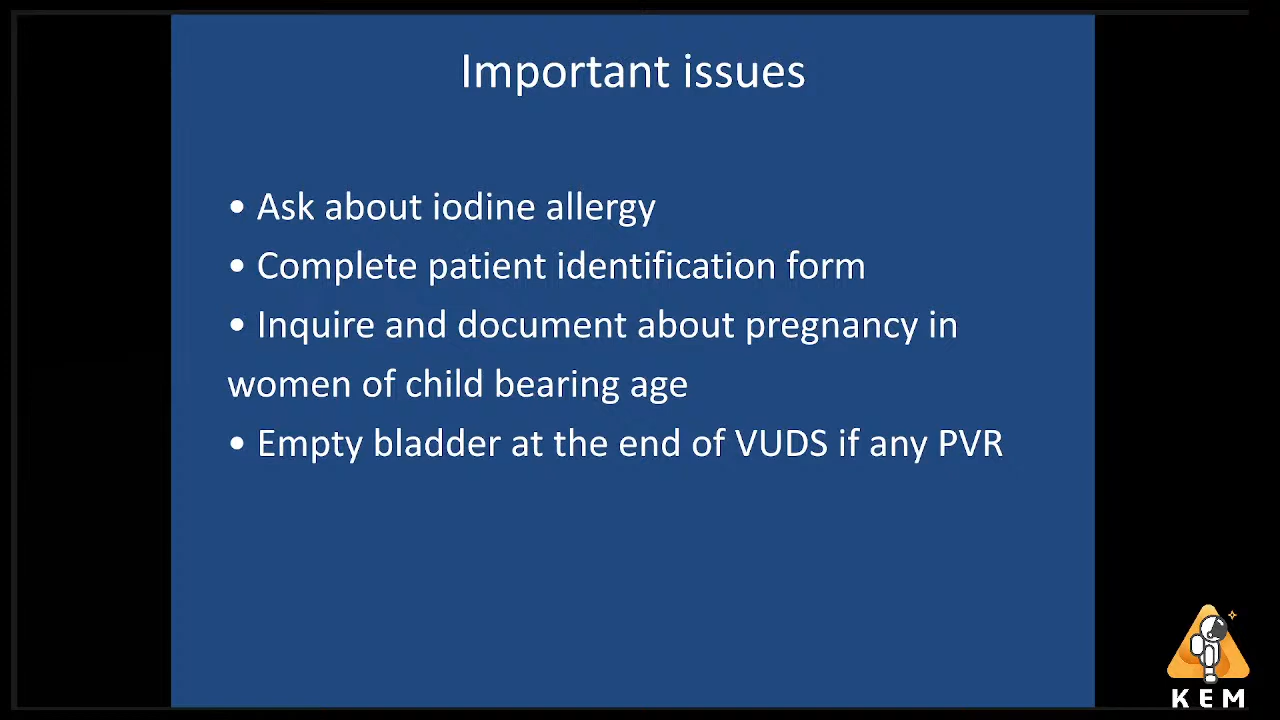 Important issues
• Ask about iodine allergy
• Complete patient identification form
• Inquire and document about pregnancy in
women of child bearing age
• Empty bladder at the end of VUDS if any PVR
KEM